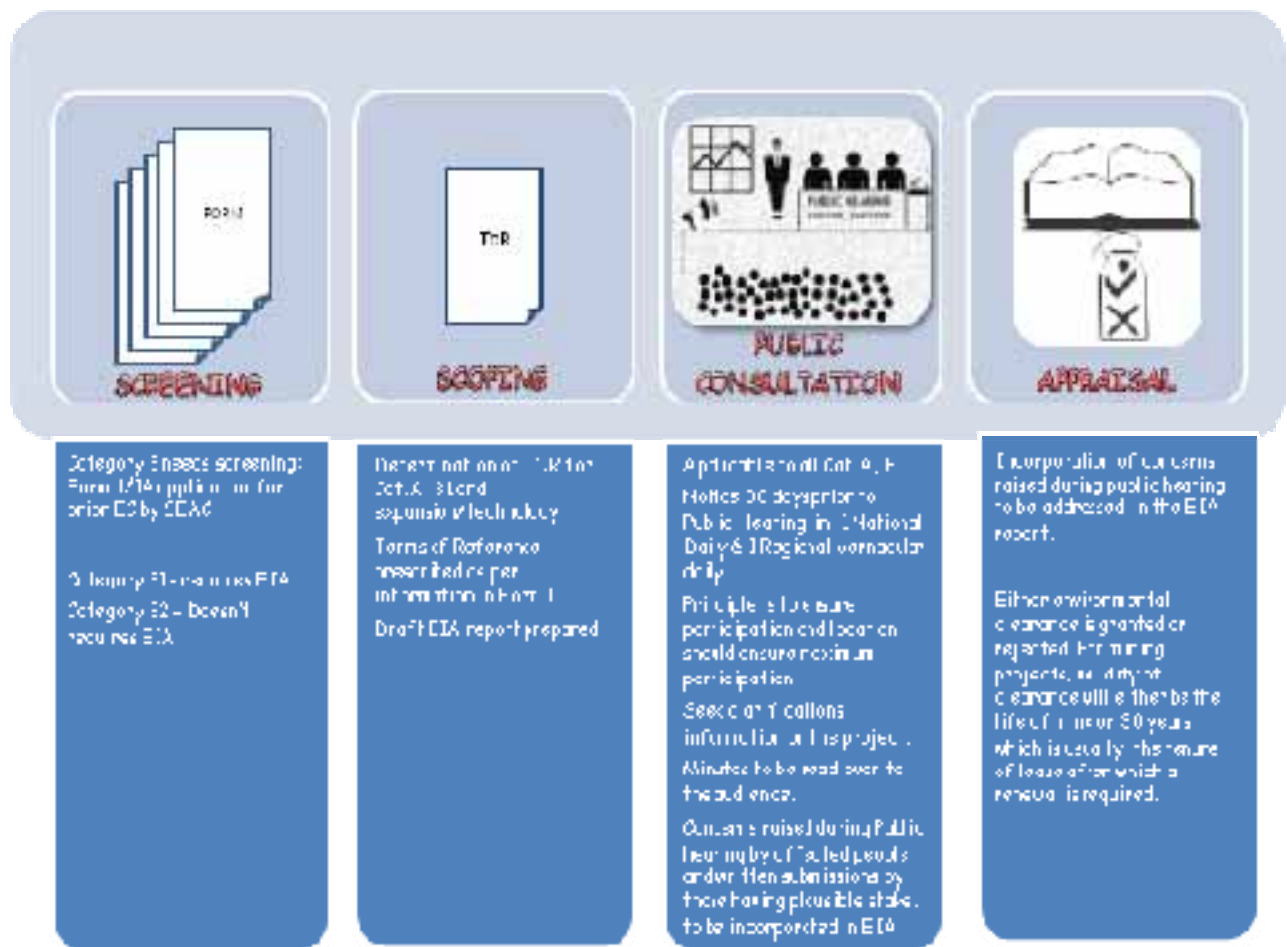 FORM
ToR
PUBLIC HEARING
SCREENING
SCOPING
PUBLIC
CONSULTATION
APPRAISAL
Category needs screening:
application for
prior EC by SEAC
Category B1 - requires EIA
Category B2 - Doesn't
requires EIA
Determination of for
Cat. A, B1 and
expansion/technology
Terms of Reference
prescribed as per
information in Form 1
Draft EIA report prepared
Applicable to all Cat. A,
Notice 30 days prior to
Public Hearing in 1 National
Daily & 1 Regional vernacular
daily
Principle is to ensure
participation and location
should ensure maximum
participation
Seek clarifications
information on the project.
Minutes to be read over to
the audience.
Concerns raised during Public
hearing by affected people
and written submissions by
those having plausible stake.
to be incorporated in EIA
Incorporation of concerns
raised during public hearing
to be addressed in the EIA
report.
Either environmental
clearance is granted or
rejected. For mining
projects, validity of
clearance will either be the
life of mine or 30 years
which is usually the tenure
of lease after which a
renewal is required.